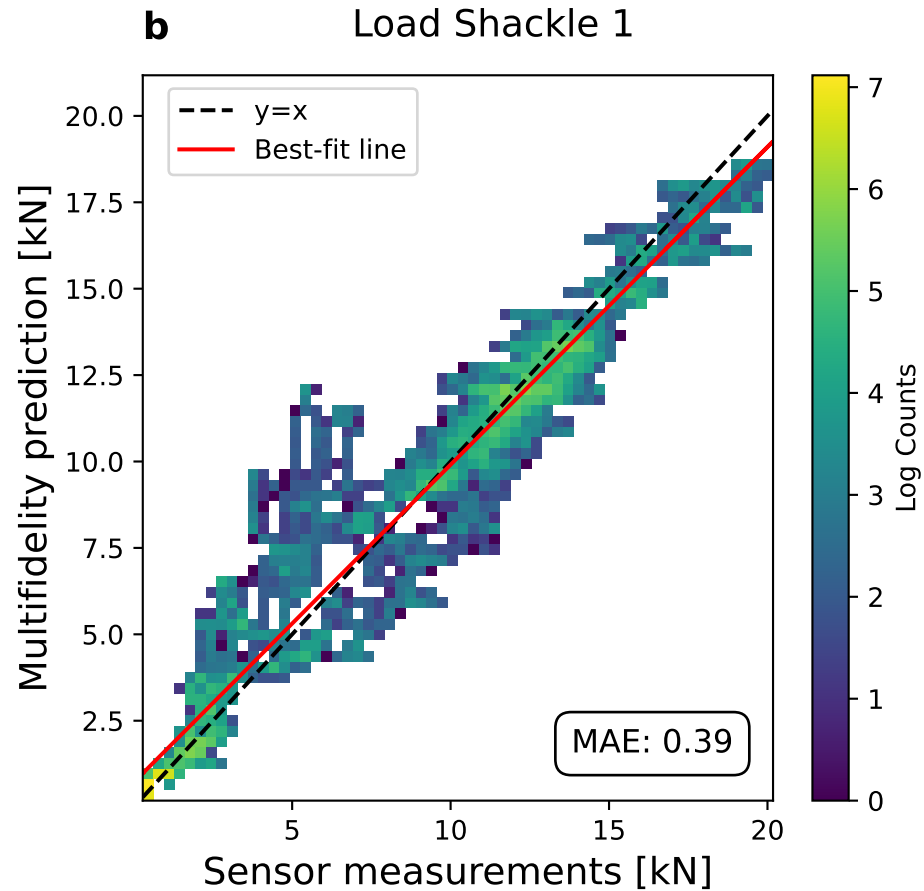 b Load Shackle 1
y=x
Best-fit line
20.0
17.5
15.0
12.5
10.0
7.5
5.0
2.5
Multifidelity prediction [kN]
MAE: 0.39
5 10 15 20
Sensor measurements [kN]
7
6
5
4
3
2
1
0
Log Counts